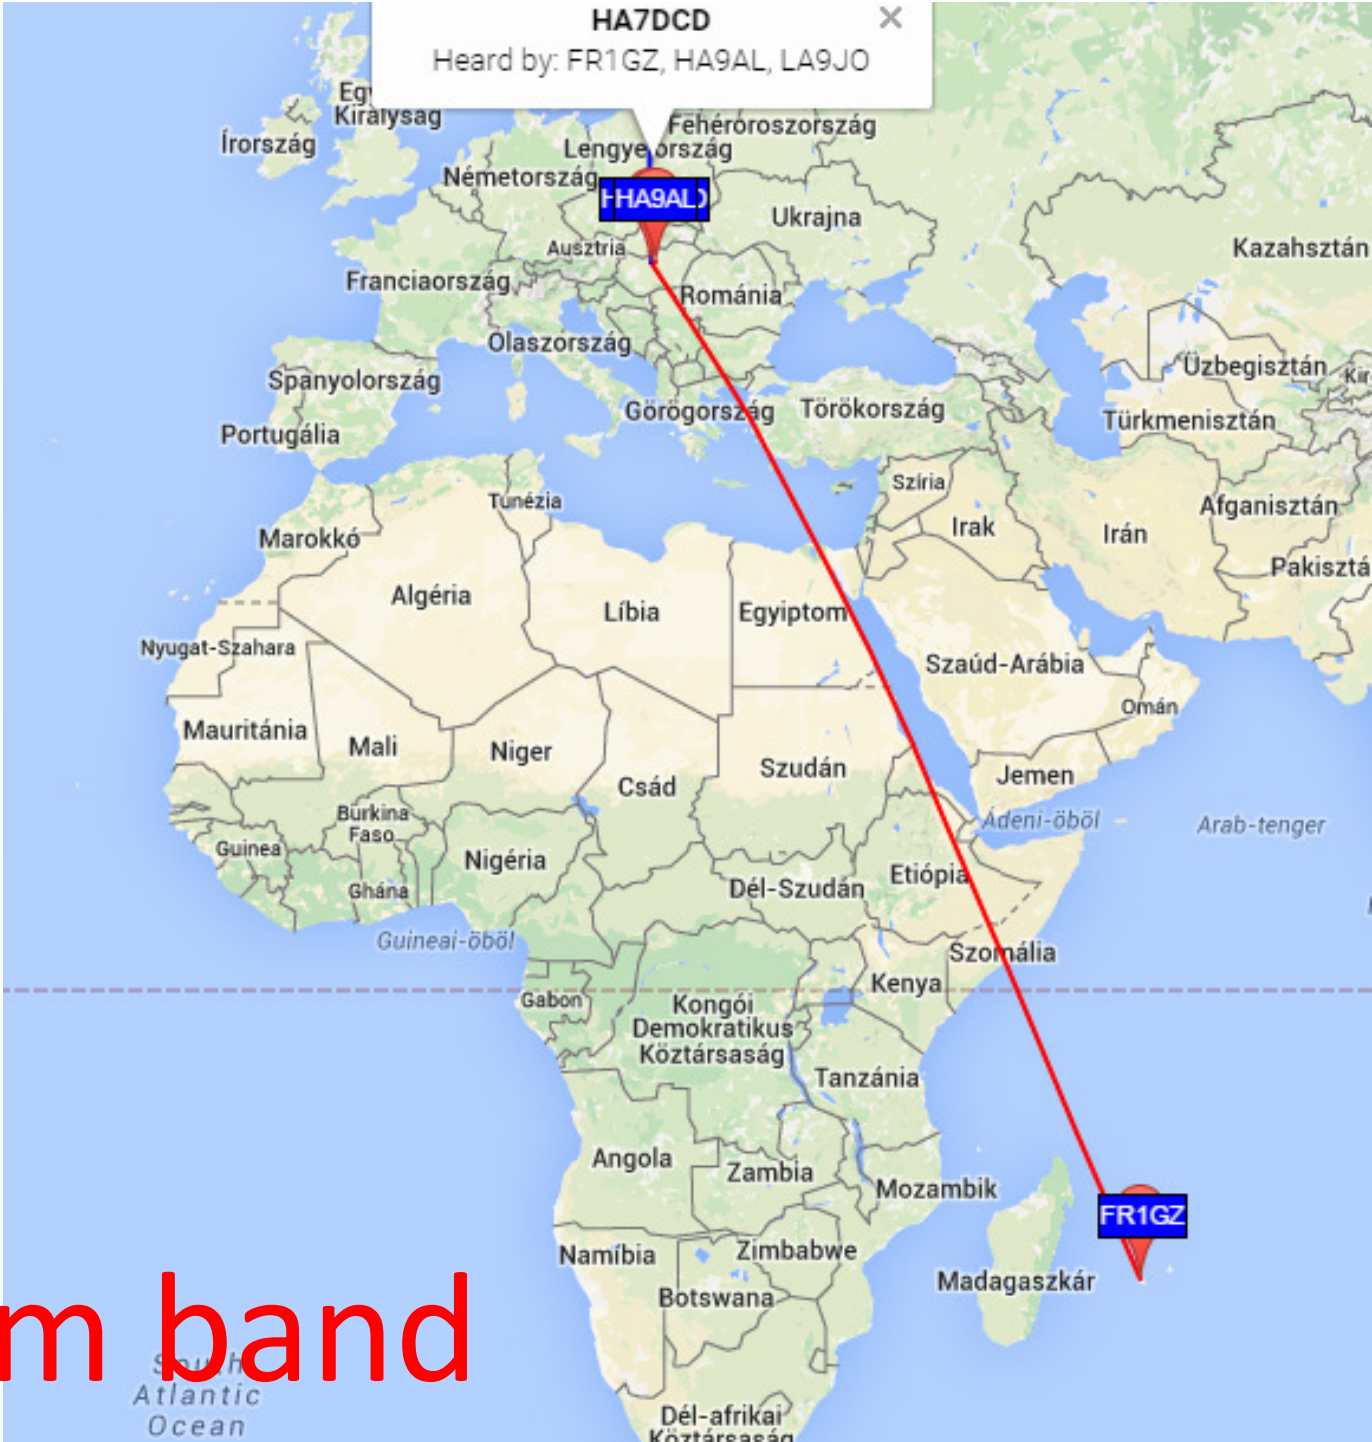 HA7DCD
Heard by: FR1GZ, HA9AL, LA9JO
Királyság
Írország
Fehéroroszország
Lengyelország
Németország
HA9AL
Ukrajna
Ausztria
Kazahsztán
Franciaország
Románia
Olaszország
Üzbegisztán
Spanyolország
Görögország
Törökország
Türkmenisztán
Portugália
Szíria
Tunézia
Afganisztán
Marokkó
Irak
Irán
Algéria
Líbia
Egyiptom
Nyugat-Szahara
Szaúd-Arábia
Omán
Mauritánia
Mali
Niger
Szudán
Csád
Jemen
Burkina
Faso
Ádeni-öböl
Arab-tenger
Guinea
Nigéria
Ghána
Etiópia
Dél-Szudán
Guineai-öböl
Szomália
Kenya
Gabon
Kongói
Demokratikus
Köztársaság
Tanzánia
Angola
Zambia
Mozambik
FR1GZ
Namíbia
Zimbabwe
Madagaszkár
Botswana
m band
South
Atlantic
Ocean
Dél-afrikai
Köztársaság